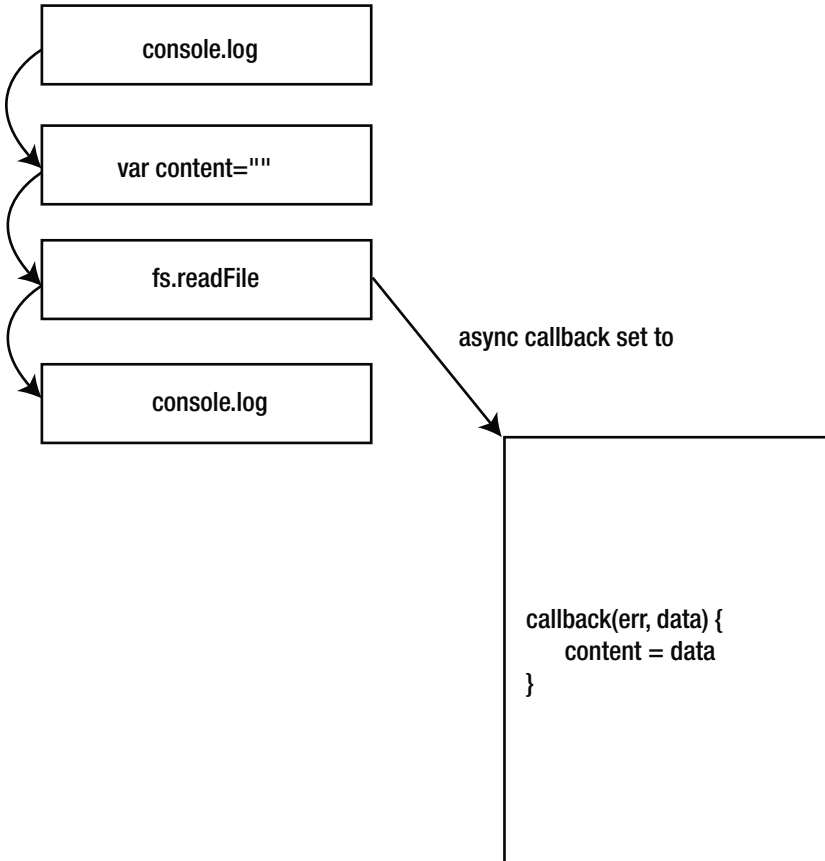 console.log
var content=""
fs.readFile
async callback set to
console.log
callback(err, data) {
content = data
}